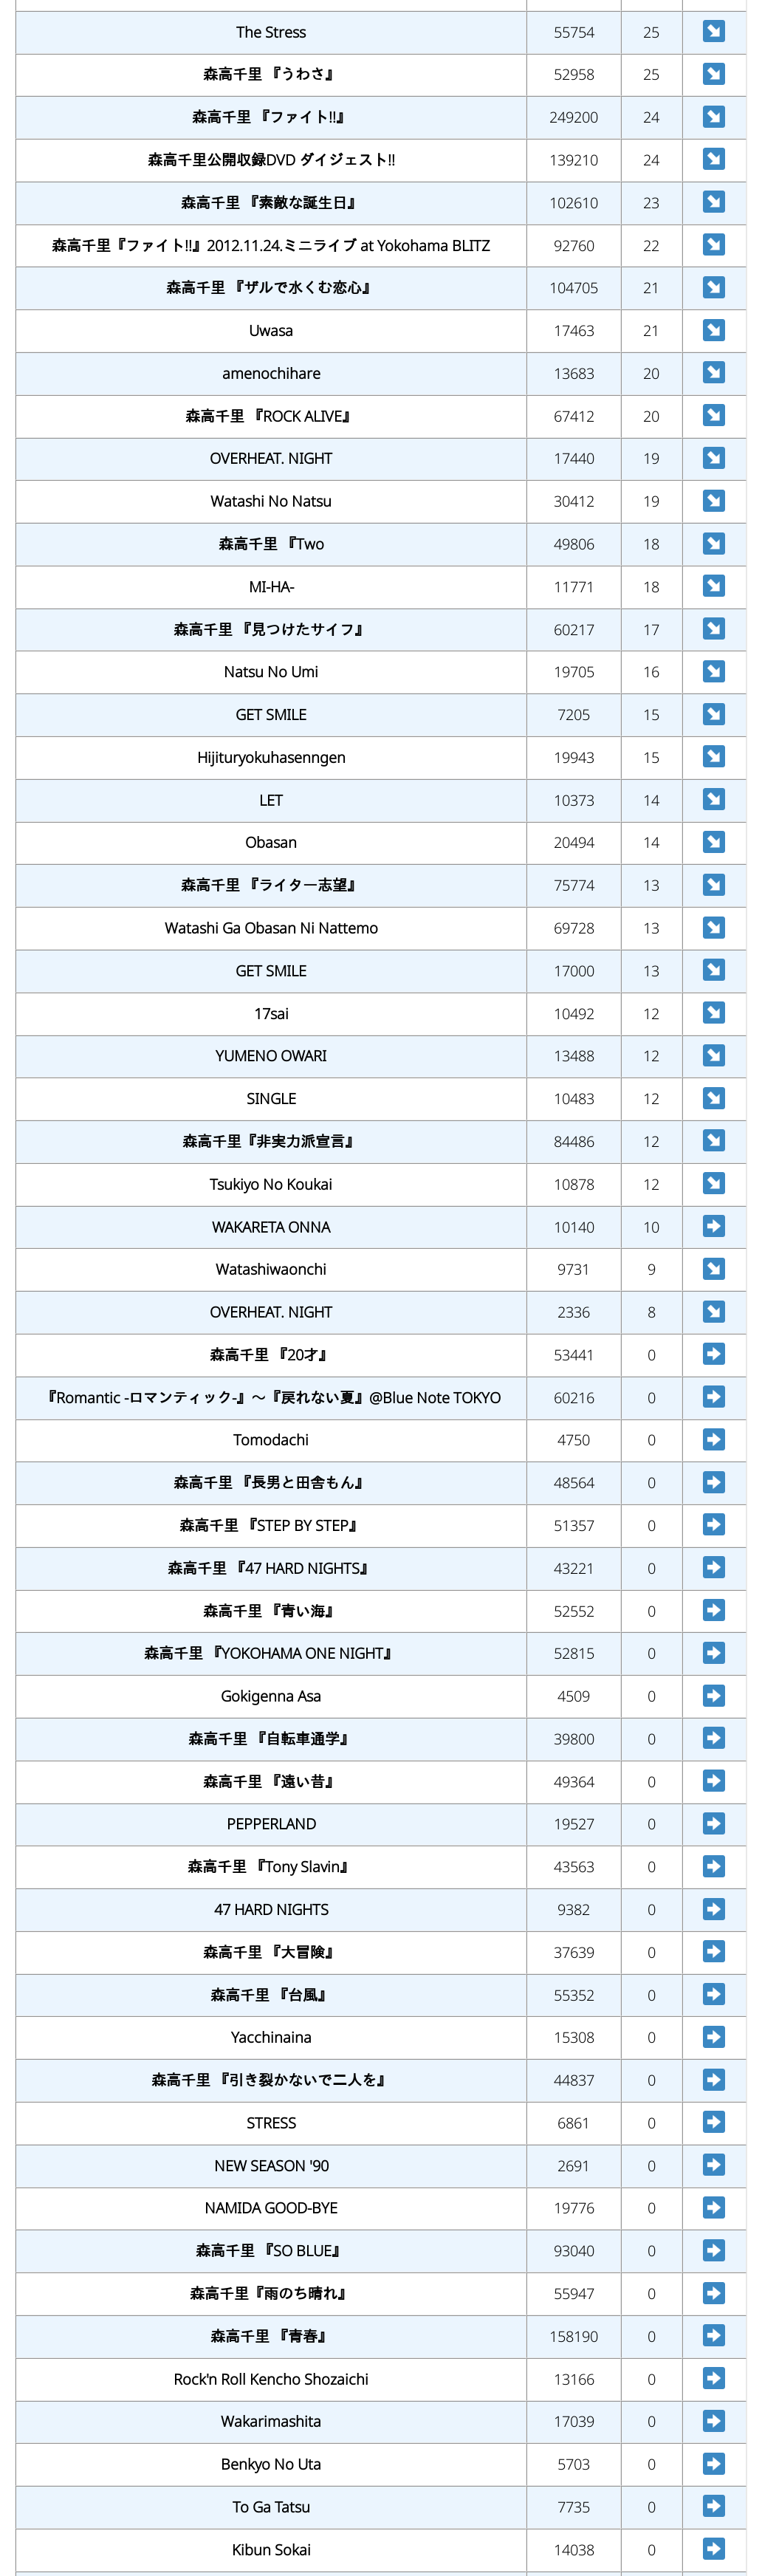 The Stress 55754 25
森高千里 『うわさ』 52958 25
森高千里 『ファイト!!』 249200 24
森高千里公開収録DVD ダイジェスト!! 139210 24
森高千里 『素敵な誕生日』 102610 23
森高千里『ファイト!!』2012.11.24.ミニライブ at Yokohama BLITZ 92760 22
森高千里 『ザルで水くむ恋心』 104705 21
Uwasa 17463 21
amenochihare 13683 20
森高千里 『ROCK ALIVE』 67412 20
OVERHEAT. NIGHT 17440 19
Watashi No Natsu 30412 19
森高千里 『Two 49806 18
MI-HA- 11771 18
森高千里 『見つけたサイフ』 60217 17
Natsu No Umi 19705 16
GET SMILE 7205 15
Hijituryokuhasenngen 19943 15
LET 10373 14
Obasan 20494 14
森高千里 『ライター志望』 75774 13
Watashi Ga Obasan Ni Nattemo 69728 13
GET SMILE 17000 13
17sai 10492 12
YUMENO OWARI 13488 12
SINGLE 10483 12
森高千里『非実力派宣言』 84486 12
Tsukiyo No Koukai 10878 12
WAKARETA ONNA 10140 10
Watashiwaonchi 9731 9
OVERHEAT. NIGHT 2336 8
森高千里 『20才』 53441 0
『Romantic -ロマンティック-』～『戻れない夏』@Blue Note TOKYO 60216 0
Tomodachi 4750 0
森高千里 『長男と田舎もん』 48564 0
森高千里 『STEP BY STEP』 51357 0
森高千里 『47 HARD NIGHTS』 43221 0
森高千里 『青い海』 52552 0
森高千里 『YOKOHAMA ONE NIGHT』 52815 0
Gokigenna Asa 4509 0
森高千里 『自転車通学』 39800 0
森高千里 『遠い昔』 49364 0
PEPPERLAND 19527 0
森高千里 『Tony Slavin』 43563 0
47 HARD NIGHTS 9382 0
森高千里 『大冒険』 37639 0
森高千里 『台風』 55352 0
Yacchinaina 15308 0
森高千里 『引き裂かないで二人を』 44837 0
STRESS 6861 0
NEW SEASON '90 2691 0
NAMIDA GOOD-BYE 19776 0
森高千里 『SO BLUE』 93040 0
森高千里『雨のち晴れ』 55947 0
森高千里 『青春』 158190 0
Rock'n Roll Kencho Shozaichi 13166 0
Wakarimashita 17039 0
Benkyo No Uta 5703 0
To Ga Tatsu 7735 0
Kibun Sokai 14038 0